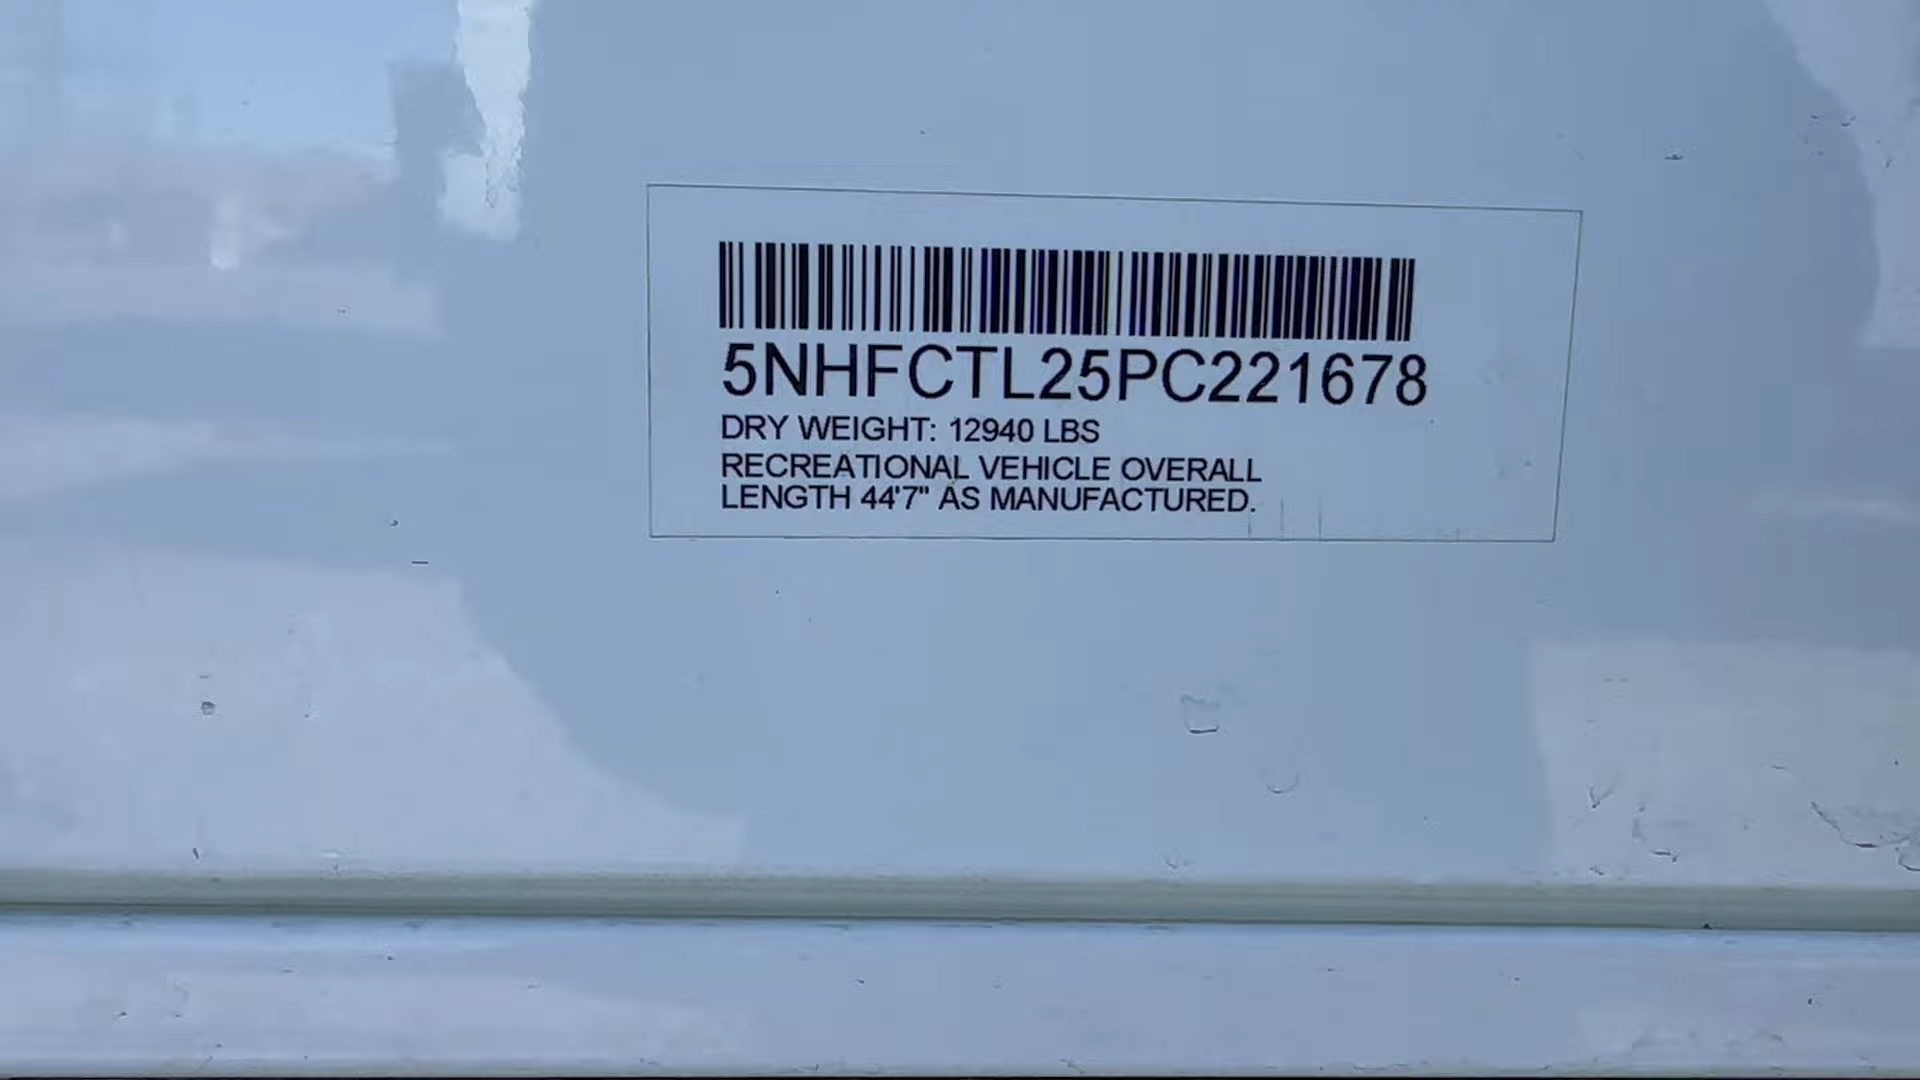 5NHFCTL25PC221678
DRY WEIGHT: 12940 LBS
RECREATIONAL VEHICLE OVERALL
LENGTH 44'7" AS MANUFACTURED.